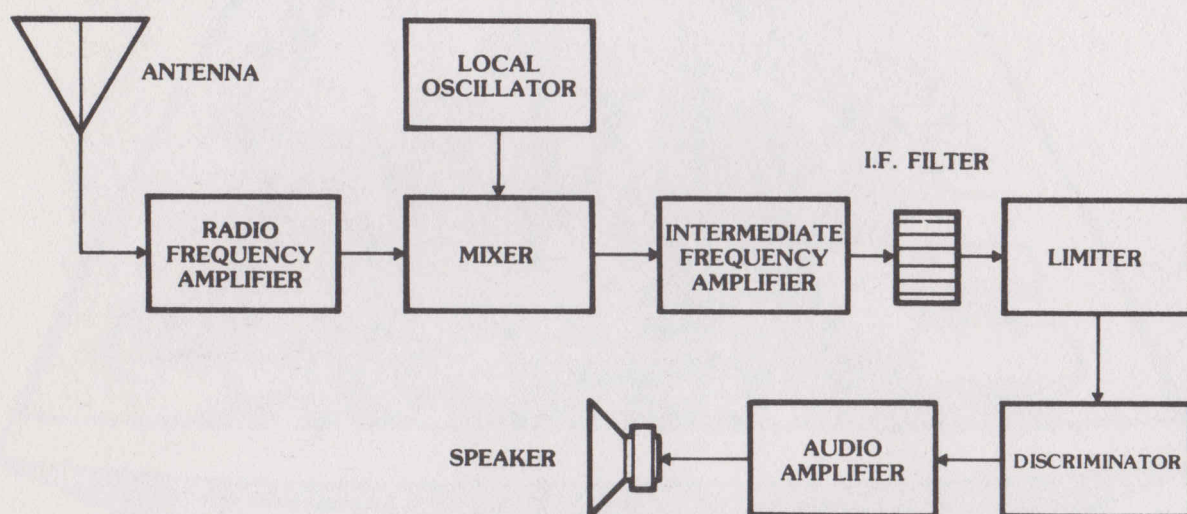 ANTENNA
LOCAL
OSCILLATOR
I.F. FILTER
RADIO
FREQUENCY
AMPLIFIER
MIXER
INTERMEDIATE
FREQUENCY
AMPLIFIER
LIMITER
SPEAKER
AUDIO
AMPLIFIER
DISCRIMINATOR